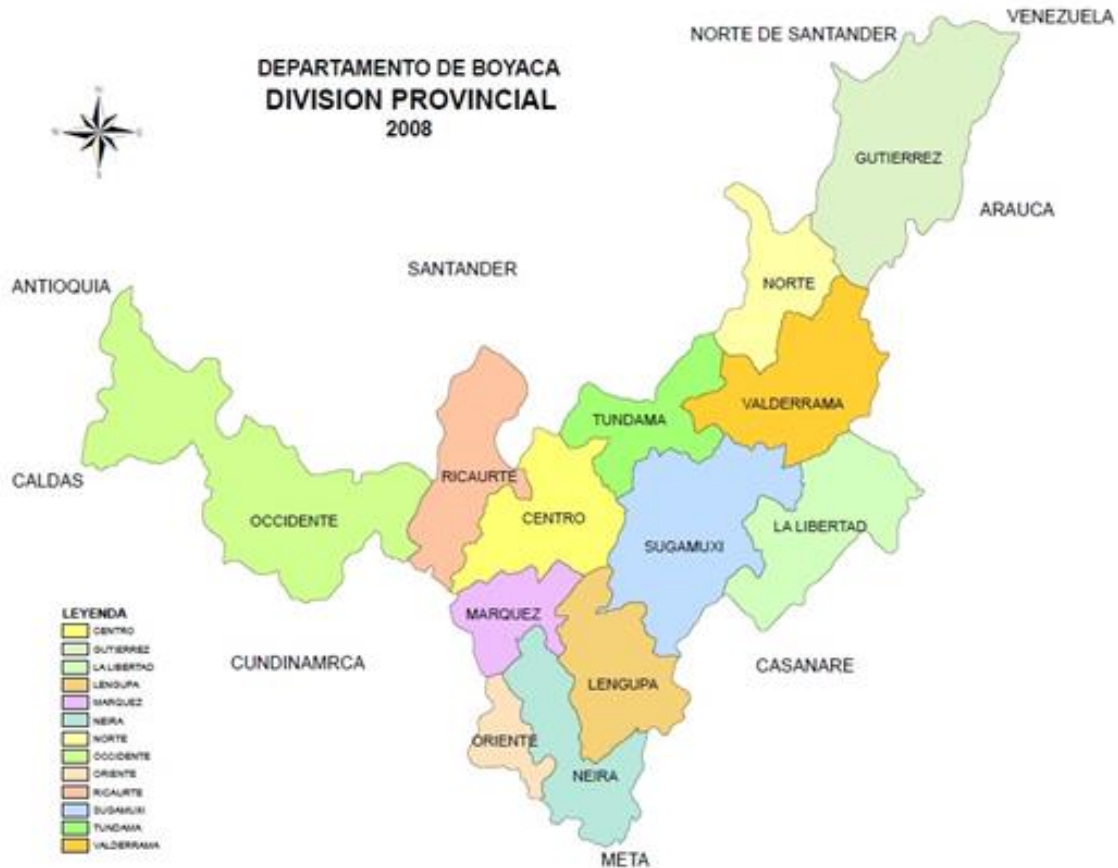 VENEZUELA
NORTE DE SANTANDER
DEPARTAMENTO DE BOYACA
DIVISION PROVINCIAL
2008
N
E
S
GUTIERREZ
ARAUCA
SANTANDER
ANTIOQUIA
NORTE
VALDERRAMA
TUNDAMA
CALDAS
RICAURTE
OCCIDENTE
CENTRO
LA LIBERTAD
SUGAMUXI
MARQUEZ
CUNDINAMRCA
CASANARE
LENGUPA
ORIENTE
NEIRA
META
LEYENDA
CENTRO
GUTIERREZ
LA LIBERTAD
LENGUPA
MARQUEZ
NEIRA
NORTE
OCCIDENTE
ORIENTE
RICAURTE
SUGAMUXI
TUNDAMA
VALDERRAMA